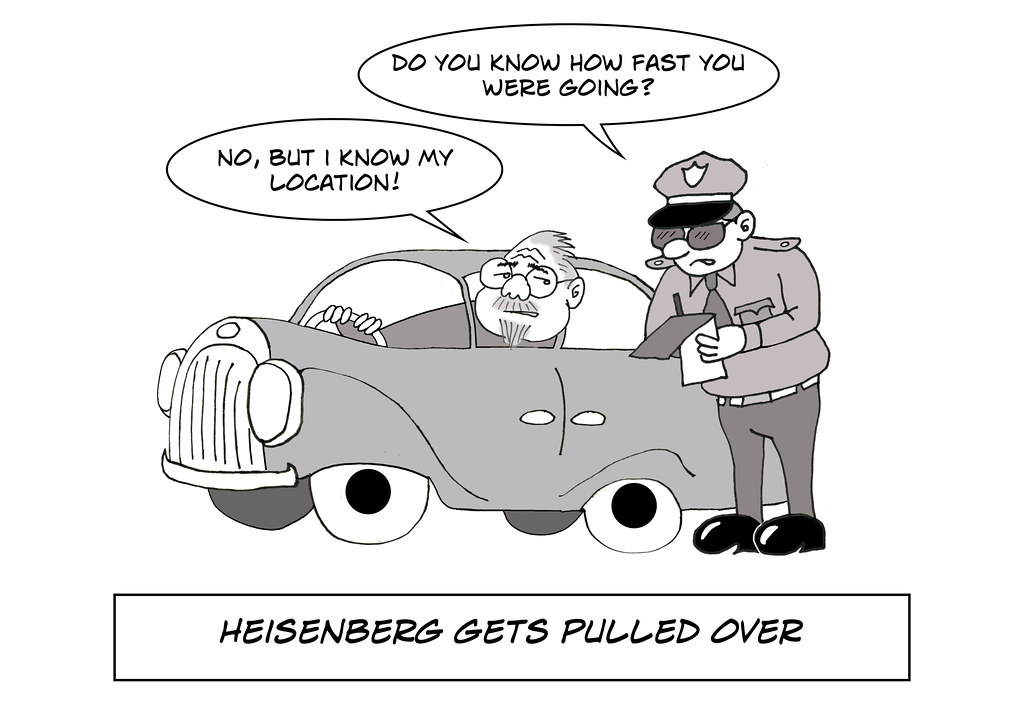 DO YOU KNOW HOW FAST YOU
WERE GOING?
NO, BUT I KNOW MY
LOCATION!
HEISENBERG GETS PULLED OVER